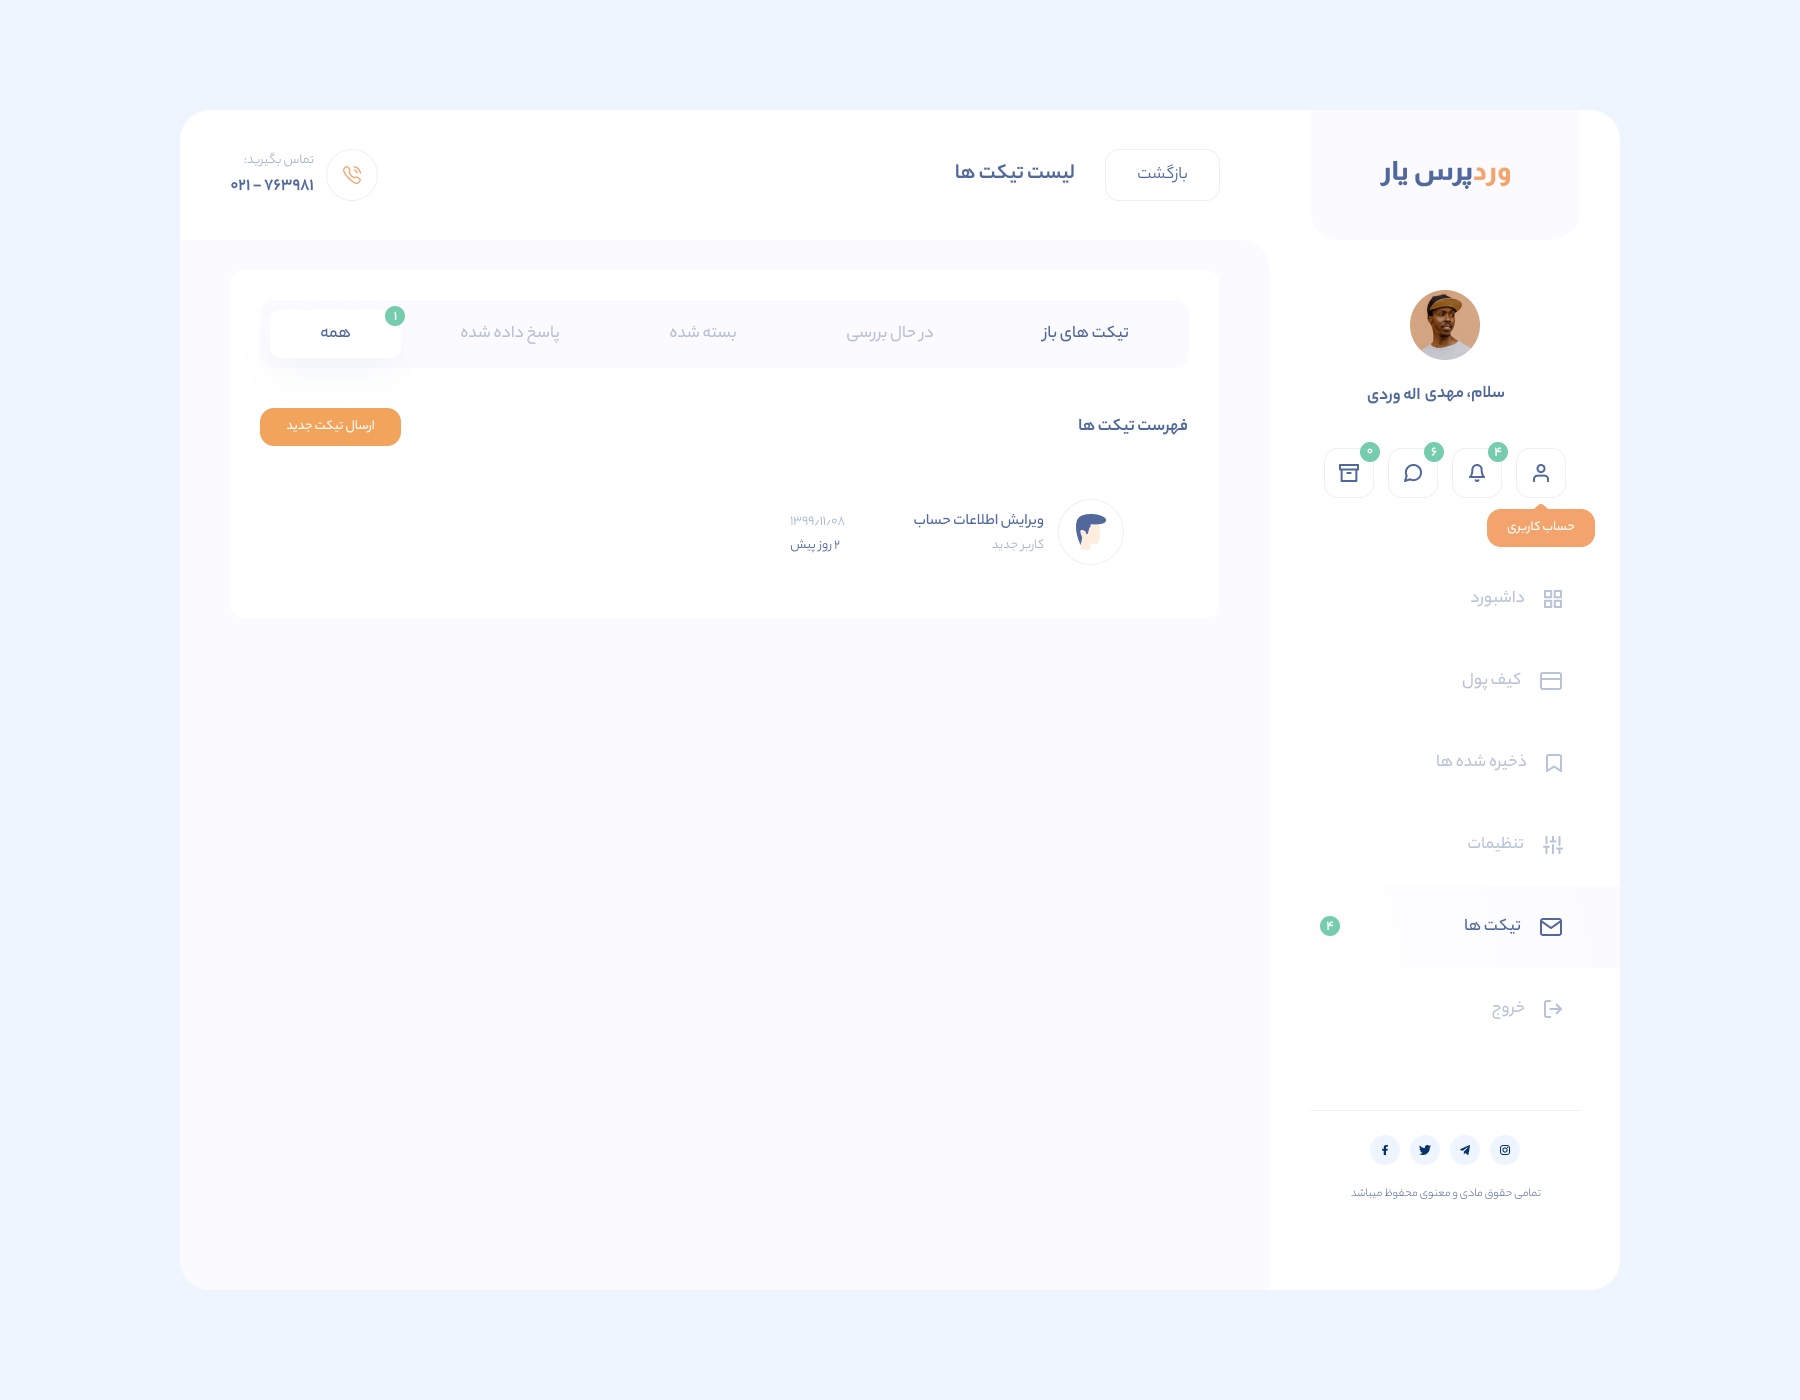 وردپرس یار
سلام، مهدی اله وردی
۴
۶
۰
حساب کاربری
داشبورد
کیف پول
ذخیره شده ها
تنظیمات
تیکت ها
۴
خروج
تمامی حقوق مادی و معنوی محفوظ میباشد
بازگشت
لیست تیکت ها
تماس بگیرید:
۰۲۱ – ۷۶۳۹۸۱
تیکت های باز
در حال بررسی
بسته شده
پاسخ داده شده
همه
۱
فهرست تیکت ها
ارسال تیکت جدید
ویرایش اطلاعات حساب
کاربر جدید
۱۳۹۹/۱۱/۰۸
۲ روز پیش